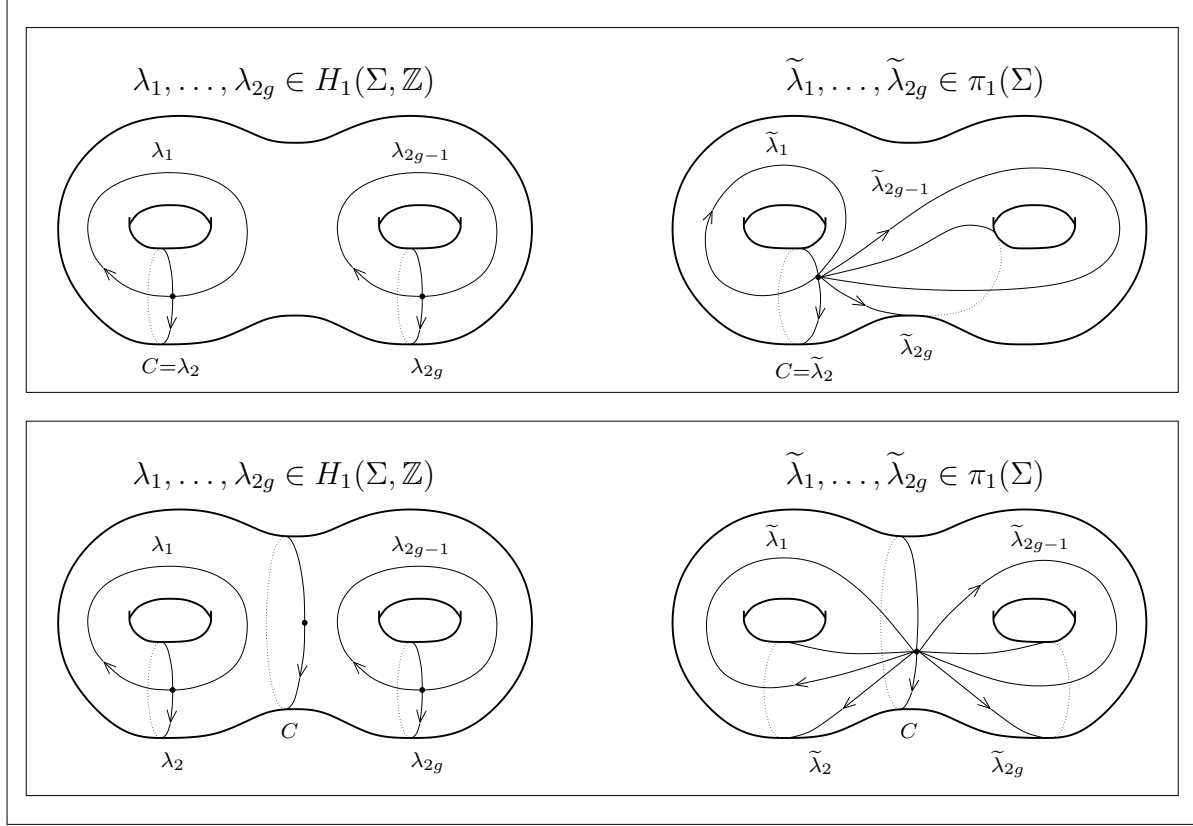 λ₁, . . . , λ₂g ∈ H₁(Σ, ℤ)
λ̃₁, . . . , λ̃₂g ∈ π₁(Σ)
λ₁
λ₂g₋₁
λ̃₁
λ̃₂g₋₁
C=λ₂
λ₂g
C=λ̃₂
λ̃₂g
λ₁, . . . , λ₂g ∈ H₁(Σ, ℤ)
λ̃₁, . . . , λ̃₂g ∈ π₁(Σ)
λ₁
λ₂g₋₁
λ̃₁
λ̃₂g₋₁
λ₂
C
λ₂g
λ̃₂
C
λ̃₂g